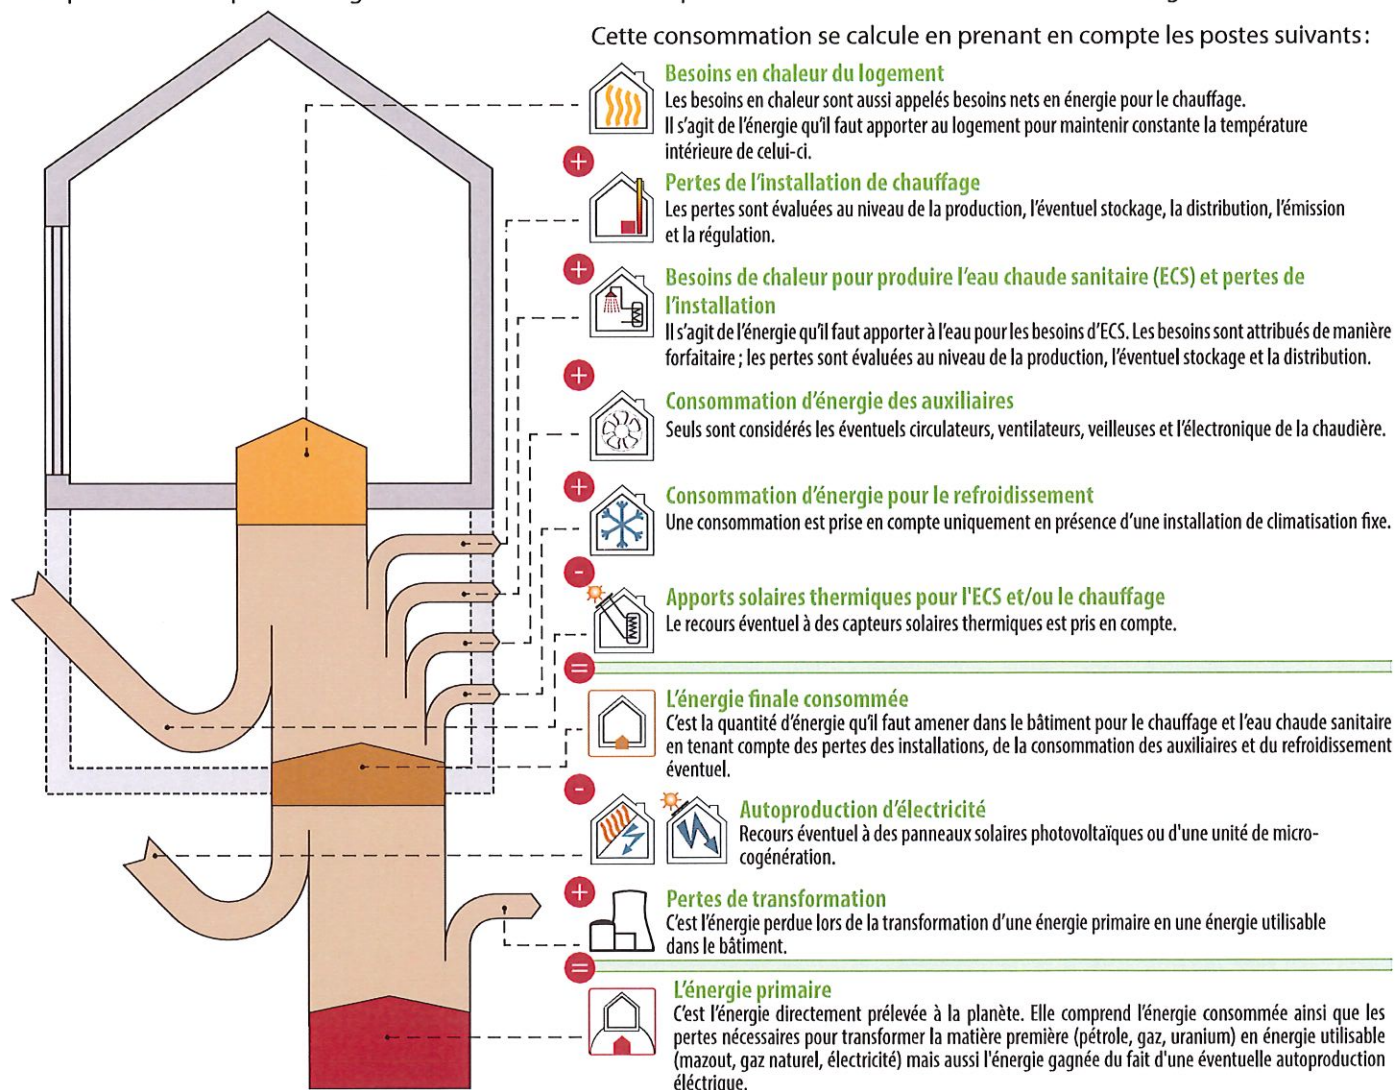 Cette consommation se calcule en prenant en compte les postes suivants :
Besoins en chaleur du logement
Les besoins en chaleur sont aussi appelés besoins nets en énergie pour le chauffage.
Il s'agit de l'énergie qu'il faut apporter au logement pour maintenir constante la température
intérieure de celui-ci.
+
Pertes de l'installation de chauffage
Les pertes sont évaluées au niveau de la production, l'éventuel stockage, la distribution, l'émission
et la régulation.
+
Besoins de chaleur pour produire l'eau chaude sanitaire (ECS) et pertes de
l'installation
Il s'agit de l'énergie qu'il faut apporter à l'eau pour les besoins d'ECS. Les besoins sont attribués de manière
forfaitaire ; les pertes sont évaluées au niveau de la production, l'éventuel stockage et la distribution.
+
Consommation d'énergie des auxiliaires
Seuls sont considérés les éventuels circulateurs, ventilateurs, veilleuses et l'électronique de la chaudière.
+
Consommation d'énergie pour le refroidissement
Une consommation est prise en compte uniquement en présence d'une installation de climatisation fixe.
-
Apports solaires thermiques pour l'ECS et/ou le chauffage
Le recours éventuel à des capteurs solaires thermiques est pris en compte.
=
L'énergie finale consommée
C'est la quantité d'énergie qu'il faut amener dans le bâtiment pour le chauffage et l'eau chaude sanitaire
en tenant compte des pertes des installations, de la consommation des auxiliaires et du refroidissement
éventuel.
-
Autoproduction d'électricité
Recours éventuel à des panneaux solaires photovoltaïques ou d'une unité de micro-
cogénération.
+
Pertes de transformation
C'est l'énergie perdue lors de la transformation d'une énergie primaire en une énergie utilisable
dans le bâtiment.
=
L'énergie primaire
C'est l'énergie directement prélevée à la planète. Elle comprend l'énergie consommée ainsi que les
pertes nécessaires pour transformer la matière première (pétrole, gaz, uranium) en énergie utilisable
(mazout, gaz naturel, électricité) mais aussi l'énergie gagnée du fait d'une éventuelle autoproduction
éléctrique.